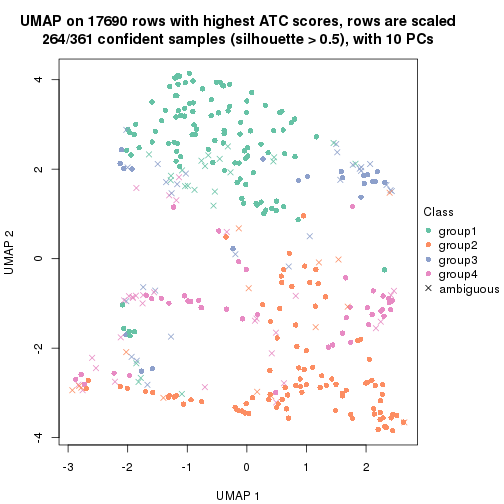 UMAP on 17690 rows with highest ATC scores, rows are scaled
264/361 confident samples (silhouette > 0.5), with 10 PCs
4
2
0
-2
-4
UMAP 2
-3
-2
-1
0
1
2
UMAP 1
Class
group1
group2
group3
group4
ambiguous